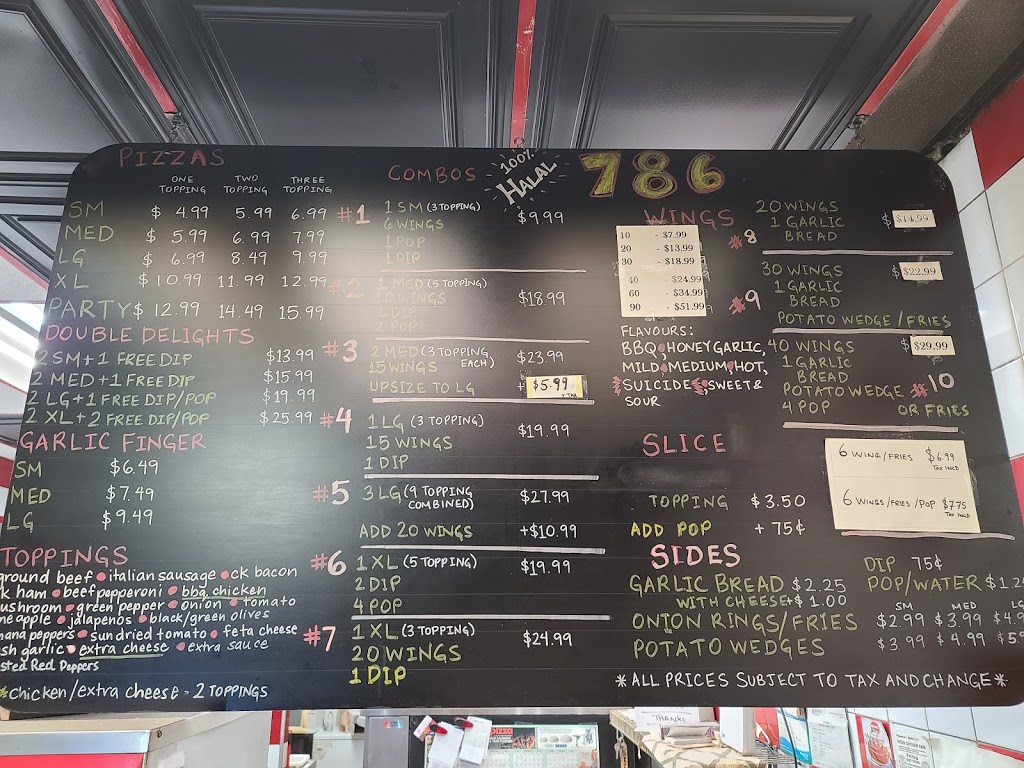 PIZZAS
ONE TOPPING TWO TOPPING THREE TOPPING
SM $ 4.99 5.99 6.99
MED $ 5.99 6.99 7.99
LG $ 6.99 8.49 9.99
XL $ 10.99 11.99 12.99
PARTY $ 12.99 14.49 15.99
DOUBLE DELIGHTS
2 SM+1 FREE DIP $13.99
2 MED+1 FREE DIP $15.99
2 LG+1 FREE DIP/POP $19.99
2 XL+2 FREE DIP/POP $25.99
GARLIC FINGER
SM $6.49
MED $7.49
LG $9.49
TOPPINGS
ground beef italian sausage ck bacon
k ham beef pepperoni bbq chicken
ushroom green pepper onion tomato
neapple jalapenos black/green olives
nana peppers sundried tomato feta cheese
sh garlic extra cheese extra sauce
sted Red Peppers
*chicken/extra cheese = 2 TOPPINGS
COMBOS
100% HALAL
786
#1 1 SM (3 TOPPING) $9.99
6 WINGS
1 POP
1 DIP
#2 1 MED (5 TOPPING)
20 WINGS $18.99
2 DIP
2 POP
#3 2 MED (3 TOPPING EACH) $23.99
15 WINGS
UPSIZE TO LG + $5.99
+ TAX
#4 1 LG (3 TOPPING) $19.99
15 WINGS
1 DIP
#5 3 LG (9 TOPPING COMBINED) $27.99
ADD 20 WINGS +$10.99
#6 1 XL (5 TOPPING) $19.99
2 DIP
4 POP
#7 1 XL (3 TOPPING) $24.99
20 WINGS
1 DIP
WINGS
10 - $7.99
20 - $13.99
30 - $18.99
40 - $24.99
60 - $34.99
90 - $51.99
FLAVOURS:
BBQ, HONEY GARLIC,
MILD, MEDIUM, HOT,
SUICIDE, SWEET &
SOUR
#8 20 WINGS $14.99
1 GARLIC
BREAD
#9 30 WINGS $22.99
1 GARLIC
BREAD
POTATO WEDGE / FRIES
#10 40 WINGS $29.99
1 GARLIC
BREAD
POTATO WEDGE
4 POP OR FRIES
6 WING/FRIES $6.99
TAX INCD
6 WINGS/FRIES/POP $7.75
TAX INCD
SLICE
TOPPING $3.50
ADD POP + 75¢
SIDES
GARLIC BREAD $2.25
WITH CHEESE +$1.00
DIP 75¢
POP/WATER
SM MED LG
ONION RINGS/FRIES $2.99 $3.99
POTATO WEDGES $3.99 $4.99
*ALL PRICES SUBJECT TO TAX AND CHANGE*
THANK